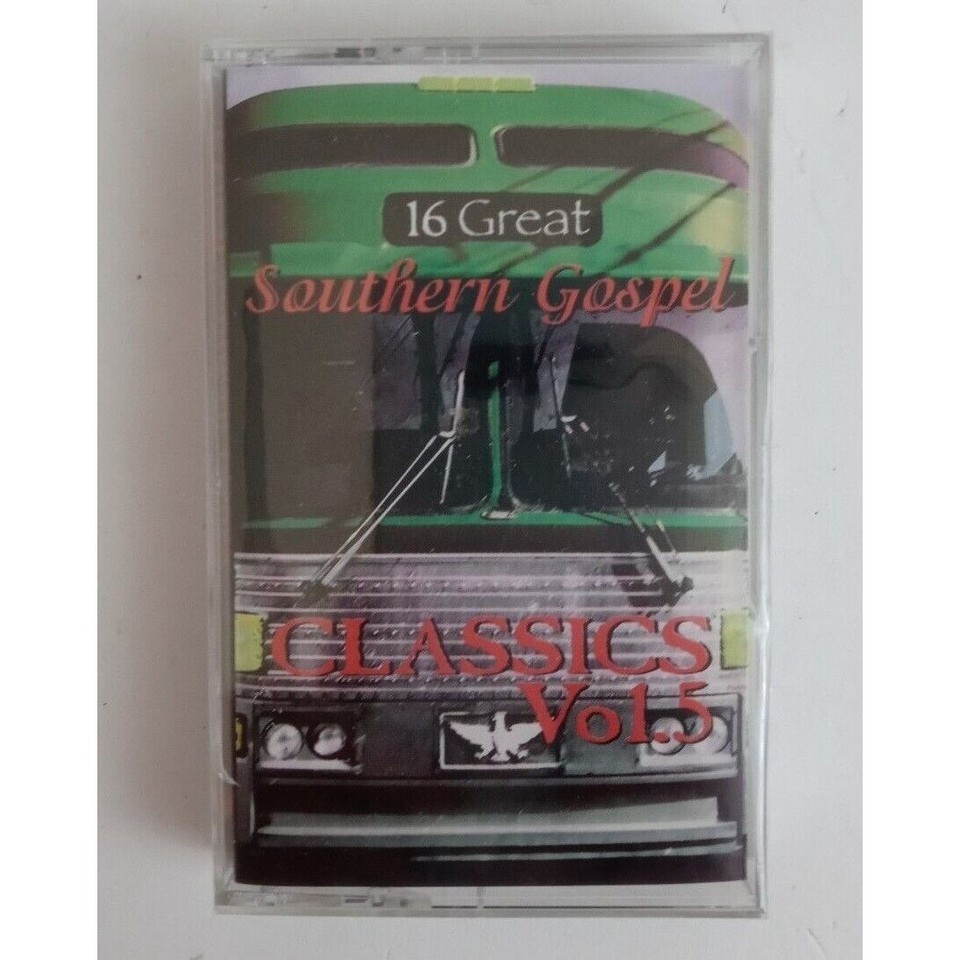 16 Great
Southern Gospel
CLASSICS
Vol.5